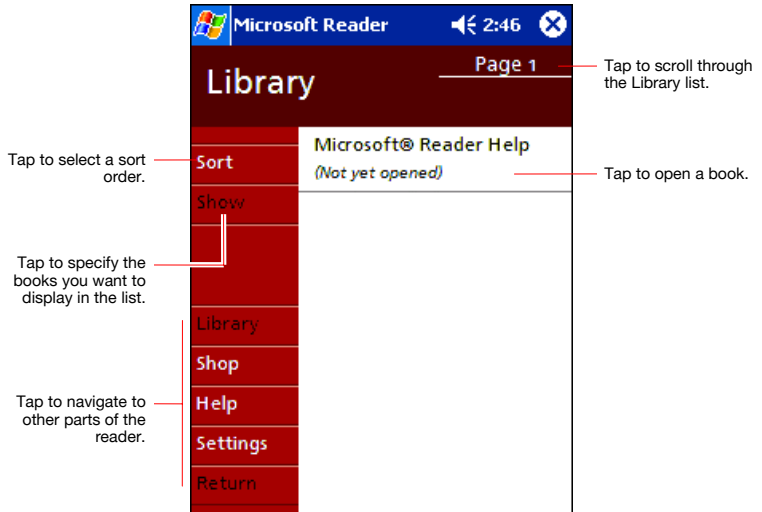 Microsoft Reader 2:46
Library
Page 1
Tap to scroll through
the Library list.
Tap to select a sort
order.
Sort
Microsoft® Reader Help
(Not yet opened)
Tap to open a book.
Show
Tap to specify the
books you want to
display in the list.
Library
Shop
Help
Settings
Return
Tap to navigate to
other parts of the
reader.